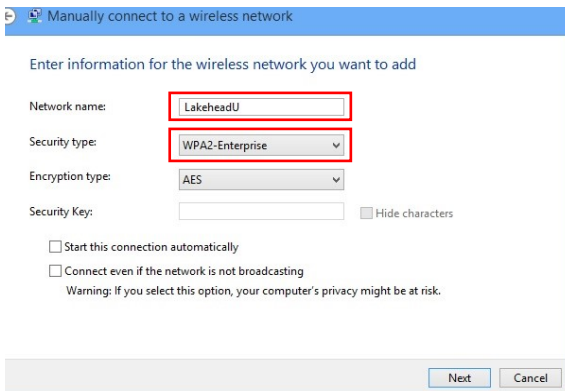 Manually connect to a wireless network
Enter information for the wireless network you want to add
Network name: LakeheadU
Security type: WPA2-Enterprise
Encryption type: AES
Security Key: Hide characters
Start this connection automatically
Connect even if the network is not broadcasting
Warning: If you select this option, your computer's privacy might be at risk.
Next Cancel